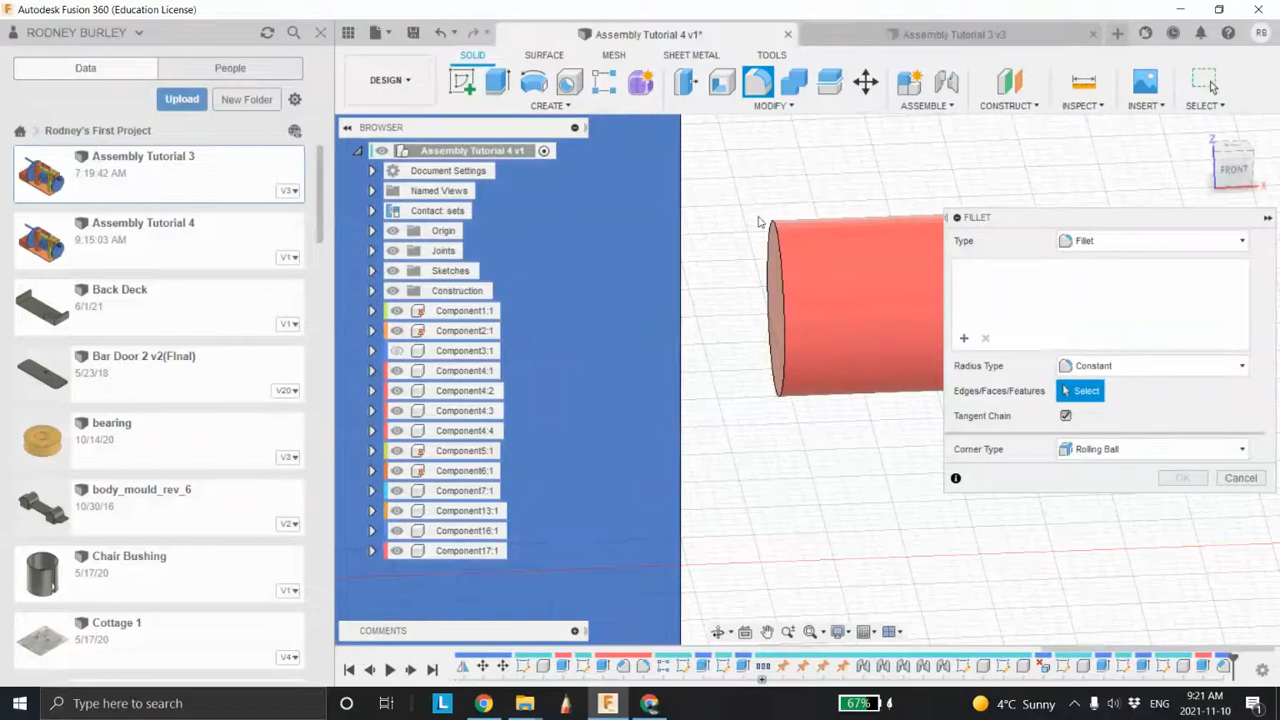 Autodesk Fusion 360 (Education License)
RODNEY BURLEY
Assembly Tutorial 4 v1*
Assembly Tutorial 3 v3
RB
Data
People
Upload
New Folder
Rodney's First Project
Assembly Tutorial 3
7:19:42 AM
V3
Assembly Tutorial 4
9:15:03 AM
V1
Back Deck
6/1/21
V1
Bar Door 2 v2(FInal)
5/23/18
V20
bearing
10/14/20
V3
body_mould_rev_6
10/30/16
V2
Chair Bushing
5/17/20
V1
Cottage 1
5/17/20
V4
DESIGN
SOLID
SURFACE
MESH
SHEET METAL
TOOLS
CREATE
MODIFY
ASSEMBLE
CONSTRUCT
INSPECT
INSERT
SELECT
BROWSER
Assembly Tutorial 4 v1
Document Settings
Named Views
Contact: sets
Origin
Joints
Sketches
Construction
Component1:1
Component2:1
Component3:1
Component4:1
Component4:2
Component4:3
Component4:4
Component5:1
Component6:1
Component7:1
Component13:1
Component16:1
Component17:1
COMMENTS
Z
FRONT
X
FILLET
Type
Fillet
Radius Type
Constant
Edges/Faces/Features
Select
Tangent Chain
Corner Type
Rolling Ball
OK
Cancel
Type here to search
L
F
67%
4°C Sunny
ENG
9:21 AM
2021-11-10
1